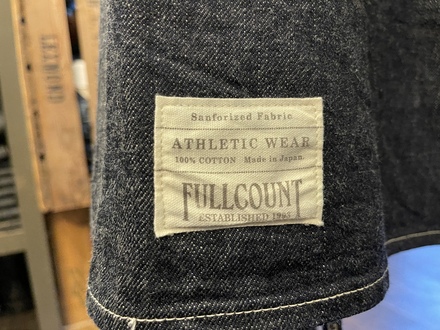 Sanforized Fabric
ATHLETIC WEAR
100% COTTON Made in Japan.
FULLCOUNT
ESTABLISHED 1993